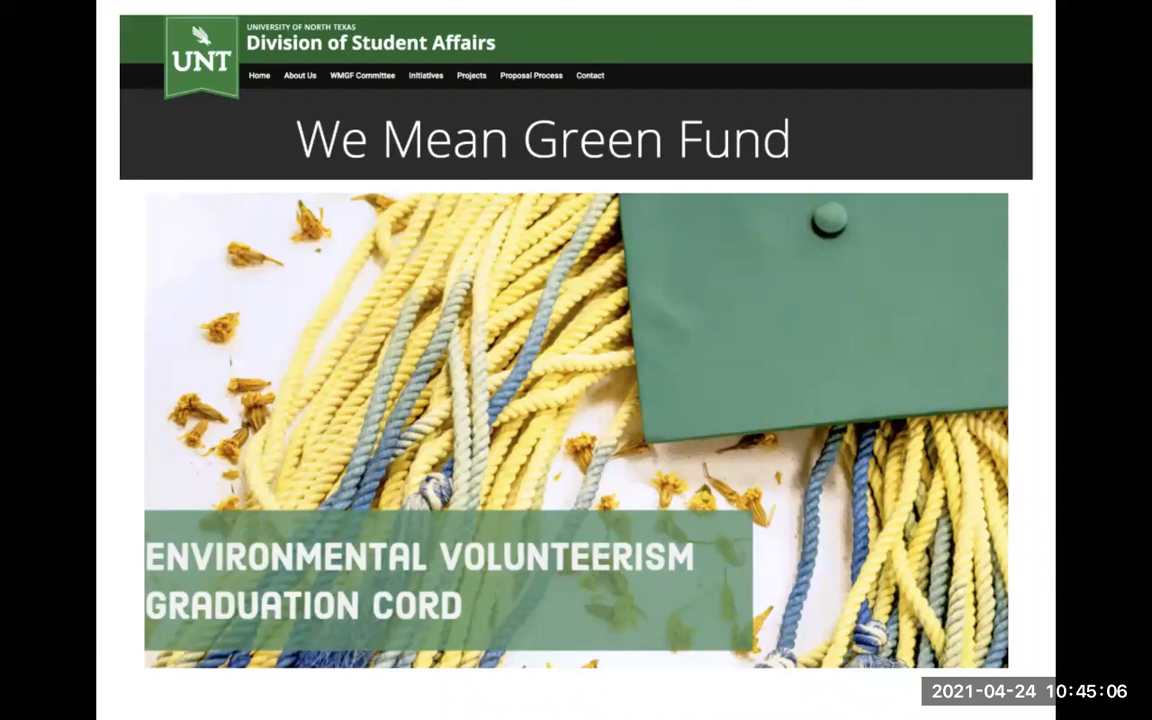 UNIVERSITY OF NORTH TEXAS
Division of Student Affairs
UNT
Home About Us WMGF Committee Initiatives Projects Proposal Process Contact
We Mean Green Fund
ENVIRONMENTAL VOLUNTEERISM
GRADUATION CORD
2021-04-24 10:45:06